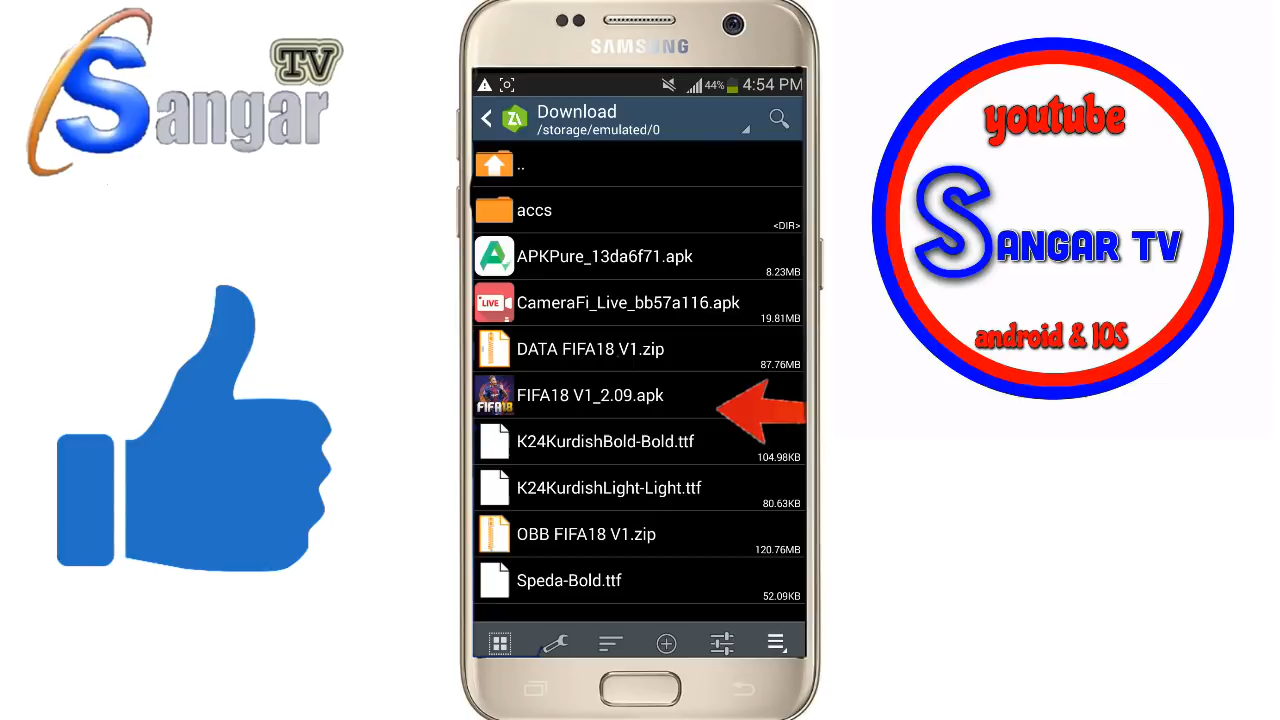 Sangar
TV
SAMSUNG
44% 4:54 PM
Download
/storage/emulated/0
..
accs
<DIR>
APKPure_13da6f71.apk
8.23MB
LIVE
CameraFi_Live_bb57a116.apk
19.81MB
DATA FIFA18 V1.zip
87.76MB
FIFA18
FIFA18 V1_2.09.apk
K24KurdishBold-Bold.ttf
104.98KB
K24KurdishLight-Light.ttf
80.63KB
OBB FIFA18 V1.zip
120.76MB
Speda-Bold.ttf
52.09KB
youtube
SANGAR TV
android & IOS